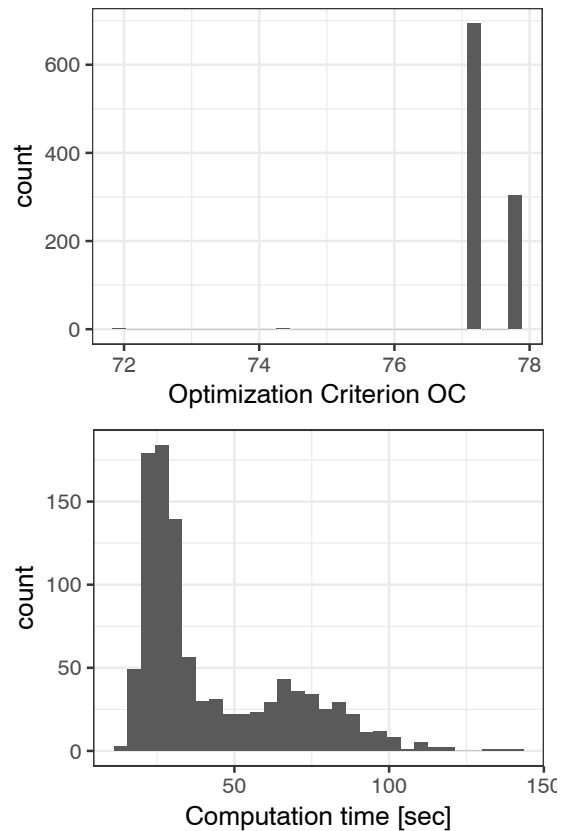 600
400
200
0
count
72 74 76 78
Optimization Criterion OC
150
100
50
0
count
50 100 150
Computation time [sec]